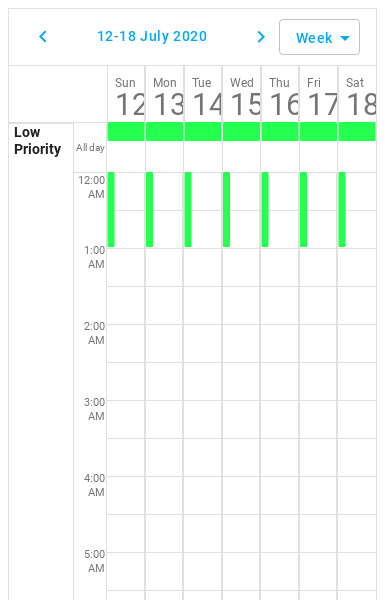 12-18 July 2020
Week
Sun Mon Tue Wed Thu Fri Sat
12 13 14 15 16 17 18
Low
Priority
All day
12:00
AM
1:00
AM
2:00
AM
3:00
AM
4:00
AM
5:00
AM